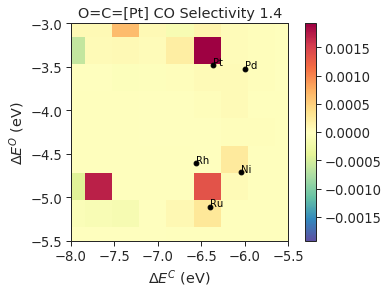 O=C=[Pt] CO Selectivity 1.4
−3.0
−3.5
−4.0
−4.5
−5.0
−5.5
ΔE^O (eV)
Pt
Pd
Rh
Ni
Ru
−8.0 −7.5 −7.0 −6.5 −6.0 −5.5
ΔE^C (eV)
0.0015
0.0010
0.0005
0.0000
−0.0005
−0.0010
−0.0015